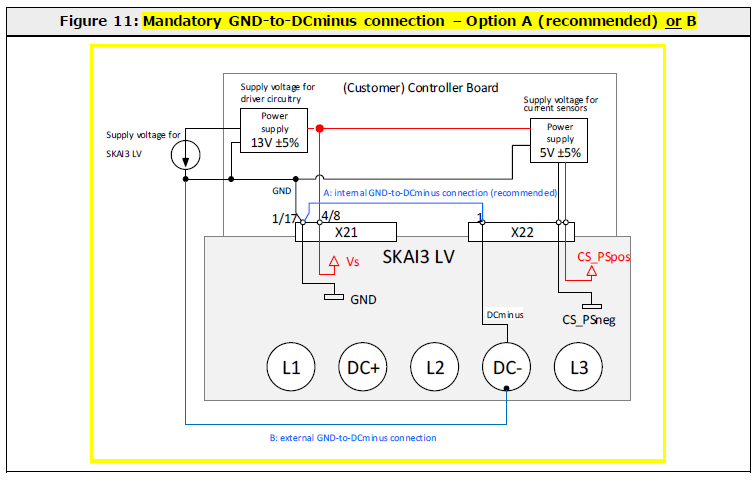 Figure 11: Mandatory GND-to-DCminus connection – Option A (recommended) or B
(Customer) Controller Board
Supply voltage for
driver circuitry
Power
supply
13V ±5%
Supply voltage for
current sensors
Power
supply
5V ±5%
Supply voltage for
SKAI3 LV
GND
A: internal GND-to-DCminus connection (recommended)
1/17
4/8
1
X21
X22
SKAI3 LV
Vs
CS_PSpos
GND
DCminus
CS_PSneg
L1
DC+
L2
DC-
L3
B: external GND-to-DCminus connection